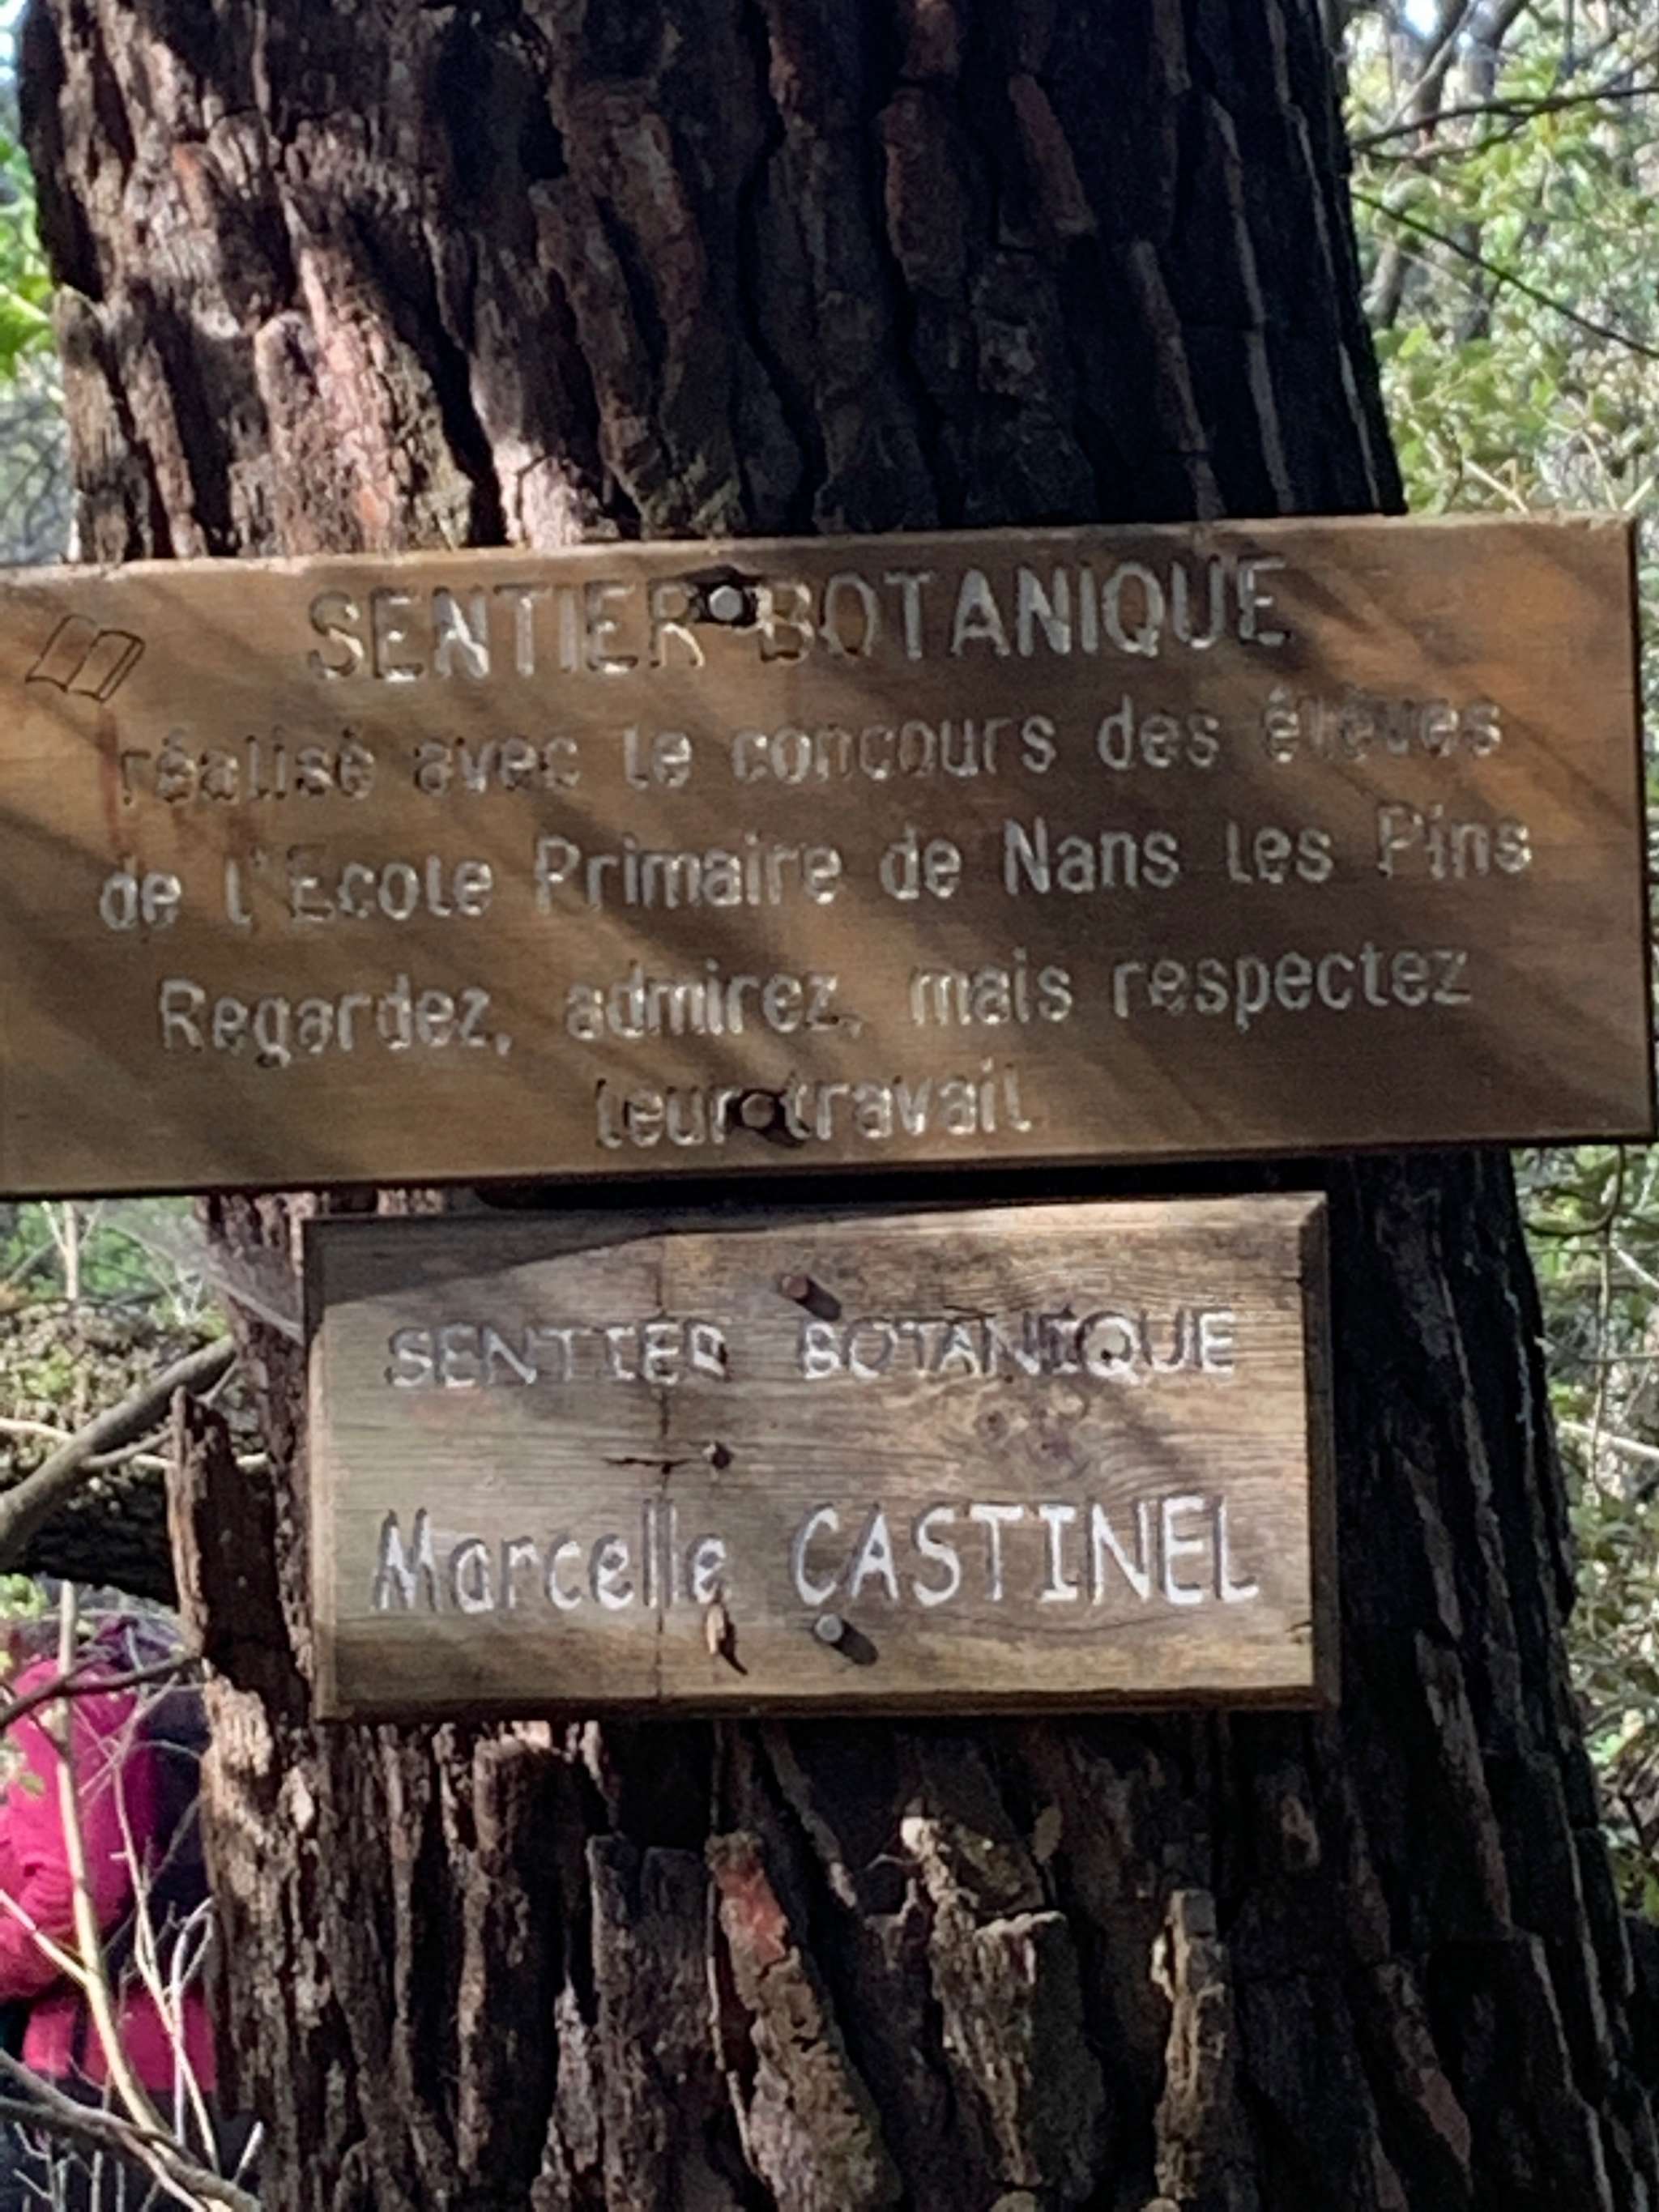 SENTIER BOTANIQUE
réalisé avec le concours des élèves
de l'Ecole Primaire de Nans les Pins
Regardez, admirez, mais respectez
leur travail
SENTIER BOTANIQUE
Marcelle CASTINEL